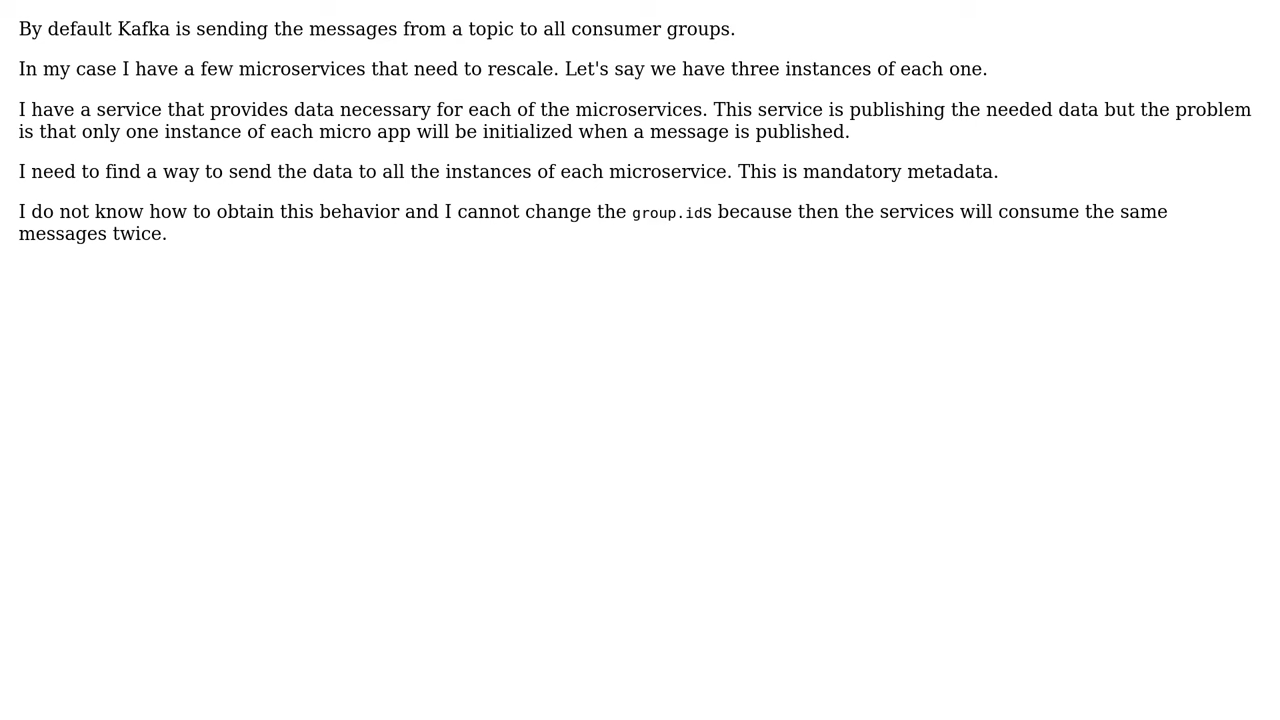 By default Kafka is sending the messages from a topic to all consumer groups.
In my case I have a few microservices that need to rescale. Let's say we have three instances of each one.
I have a service that provides data necessary for each of the microservices. This service is publishing the needed data but the problem
is that only one instance of each micro app will be initialized when a message is published.
I need to find a way to send the data to all the instances of each microservice. This is mandatory metadata.
I do not know how to obtain this behavior and I cannot change the group.ids because then the services will consume the same
messages twice.